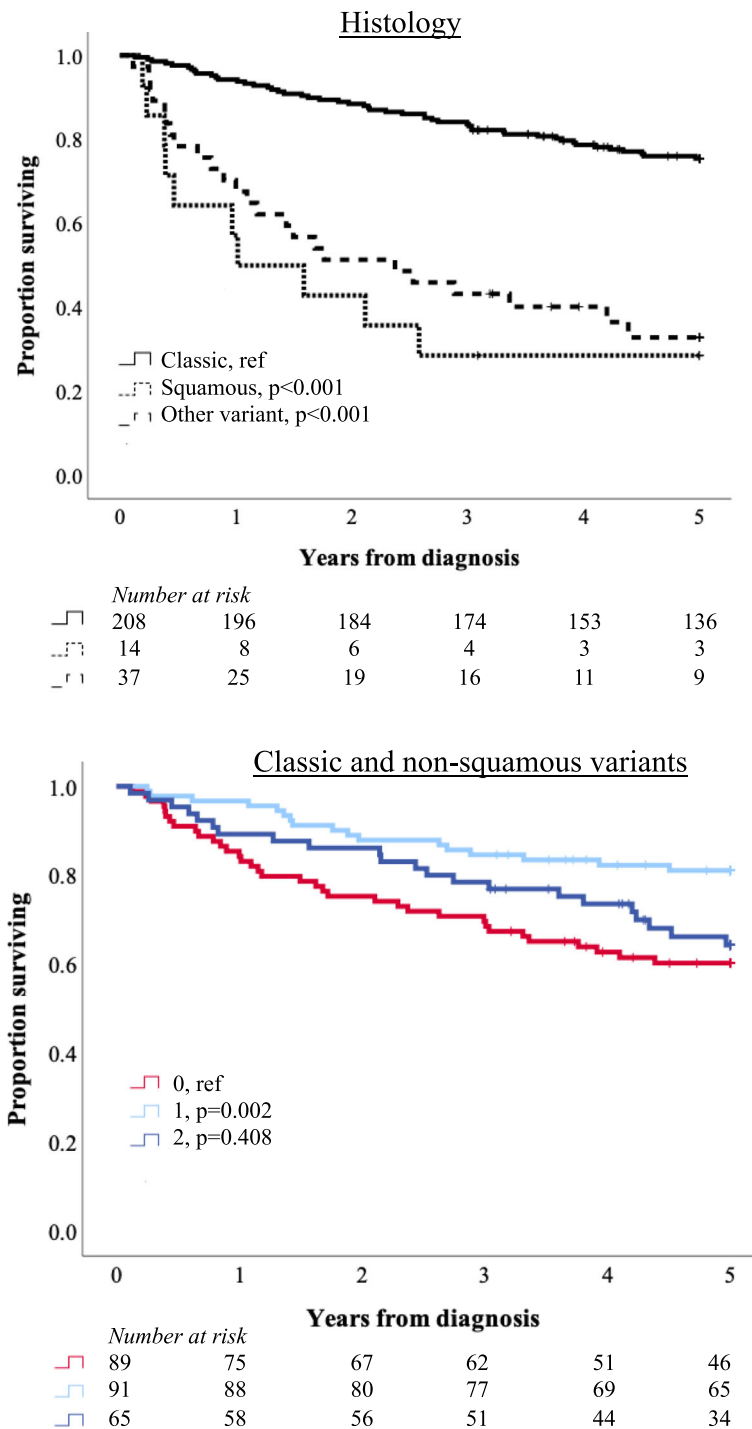 Histology
1.0
0.8
0.6
0.4
0.2
0.0
Proportion surviving
Classic, ref
Squamous, p<0.001
Other variant, p<0.001
0 1 2 3 4 5
Years from diagnosis
Number at risk
208 196 184 174 153 136
14 8 6 4 3 3
37 25 19 16 11 9
Classic and non-squamous variants
1.0
0.8
0.6
0.4
0.2
0.0
Proportion surviving
0, ref
1, p=0.002
2, p=0.408
0 1 2 3 4 5
Years from diagnosis
Number at risk
89 75 67 62 51 46
91 88 80 77 69 65
65 58 56 51 44 34